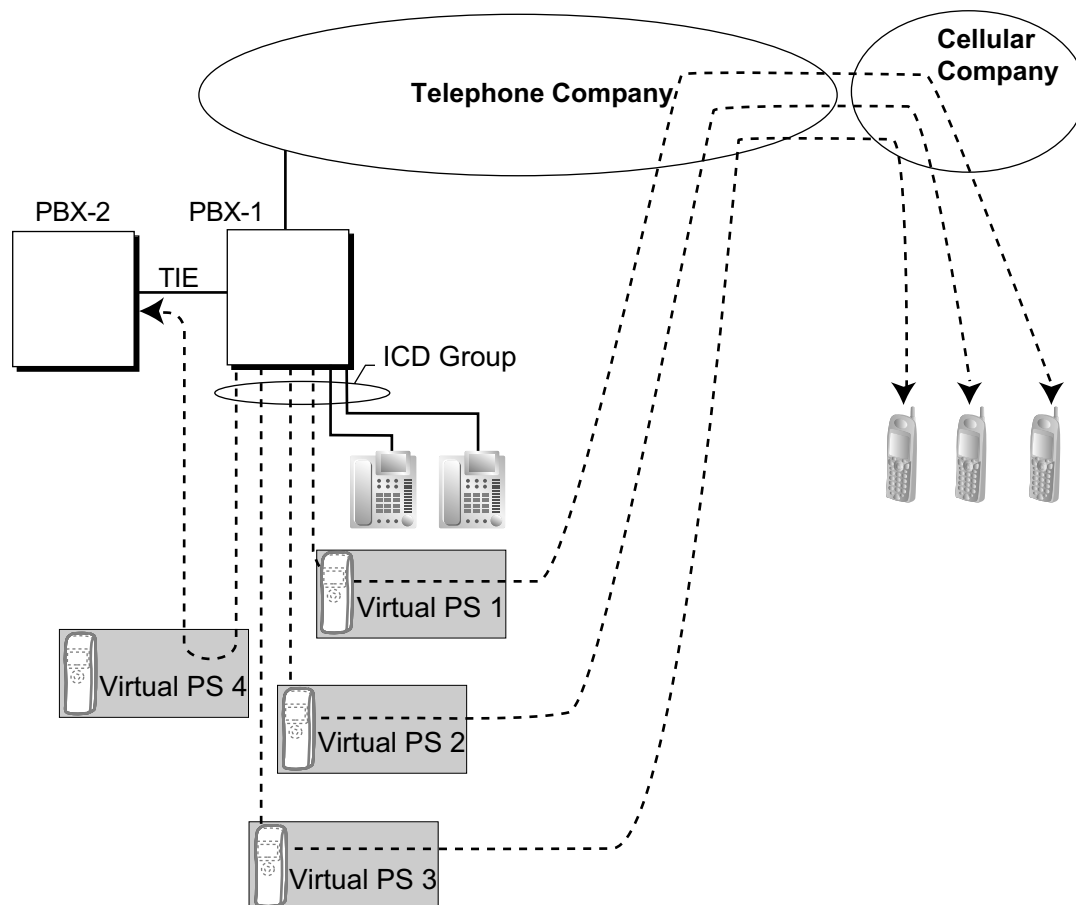 Cellular
Company
Telephone Company
PBX-2
PBX-1
TIE
ICD Group
Virtual PS 1
Virtual PS 4
Virtual PS 2
Virtual PS 3